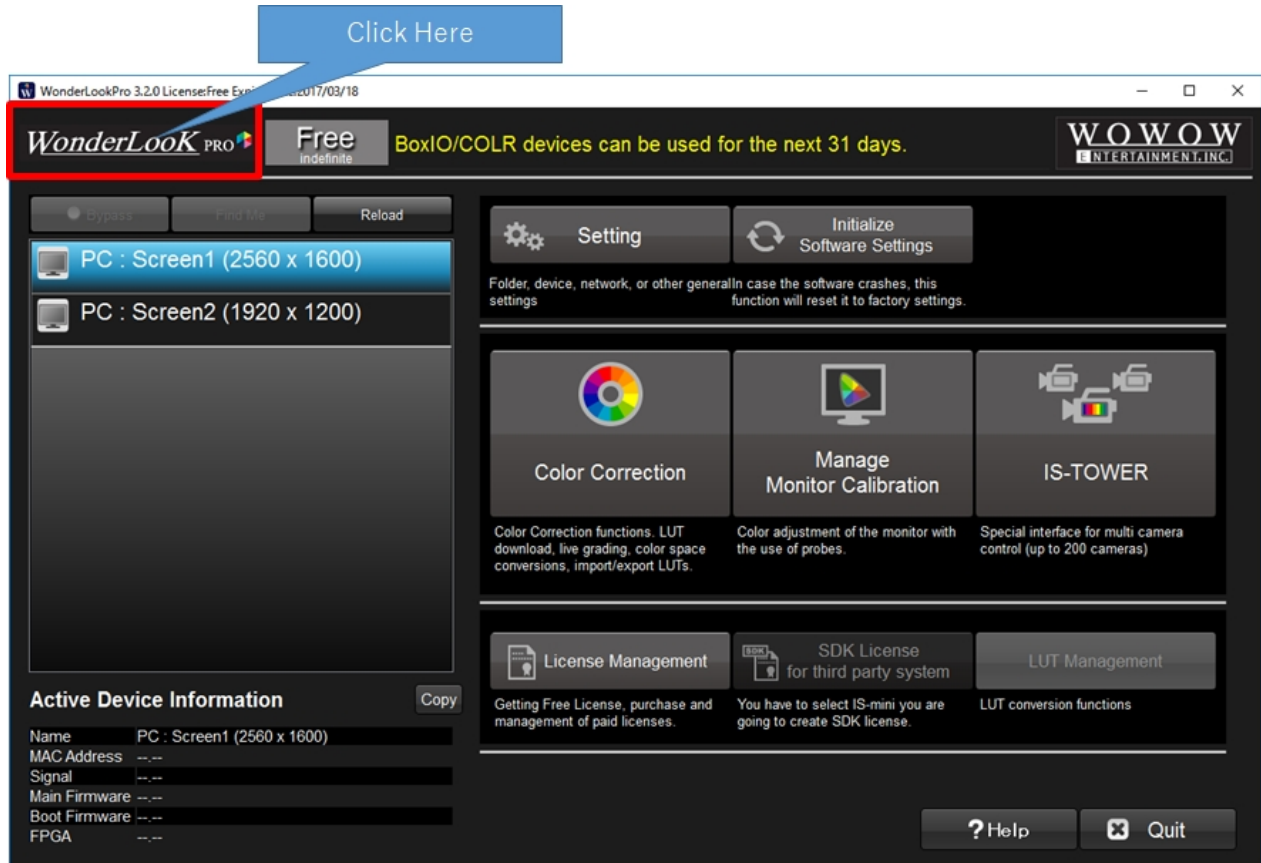 Click Here
WonderLookPro 3.2.0 License:Free 2017/03/18
WonderLooK PRO
Free
indefinite
BoxIO/COLR devices can be used for the next 31 days.
WOWOW
ENTERTAINMENT, INC.
Bypass
Find Me
Reload
PC : Screen1 (2560 x 1600)
PC : Screen2 (1920 x 1200)
Setting
Initialize
Software Settings
Folder, device, network, or other general
settings
In case the software crashes, this
function will reset it to factory settings.
Color Correction
Manage
Monitor Calibration
IS-TOWER
Color Correction functions. LUT
download, live grading, color space
conversions, import/export LUTs.
Color adjustment of the monitor with
the use of probes.
Special interface for multi camera
control (up to 200 cameras)
License Management
SDK
SDK License
for third party system
LUT Management
Getting Free License, purchase and
management of paid licenses.
You have to select IS-mini you are
going to create SDK license.
LUT conversion functions
Active Device Information
Copy
Name PC : Screen1 (2560 x 1600)
MAC Address --.--
Signal --.--
Main Firmware --.--
Boot Firmware --.--
FPGA --.--
? Help
Quit